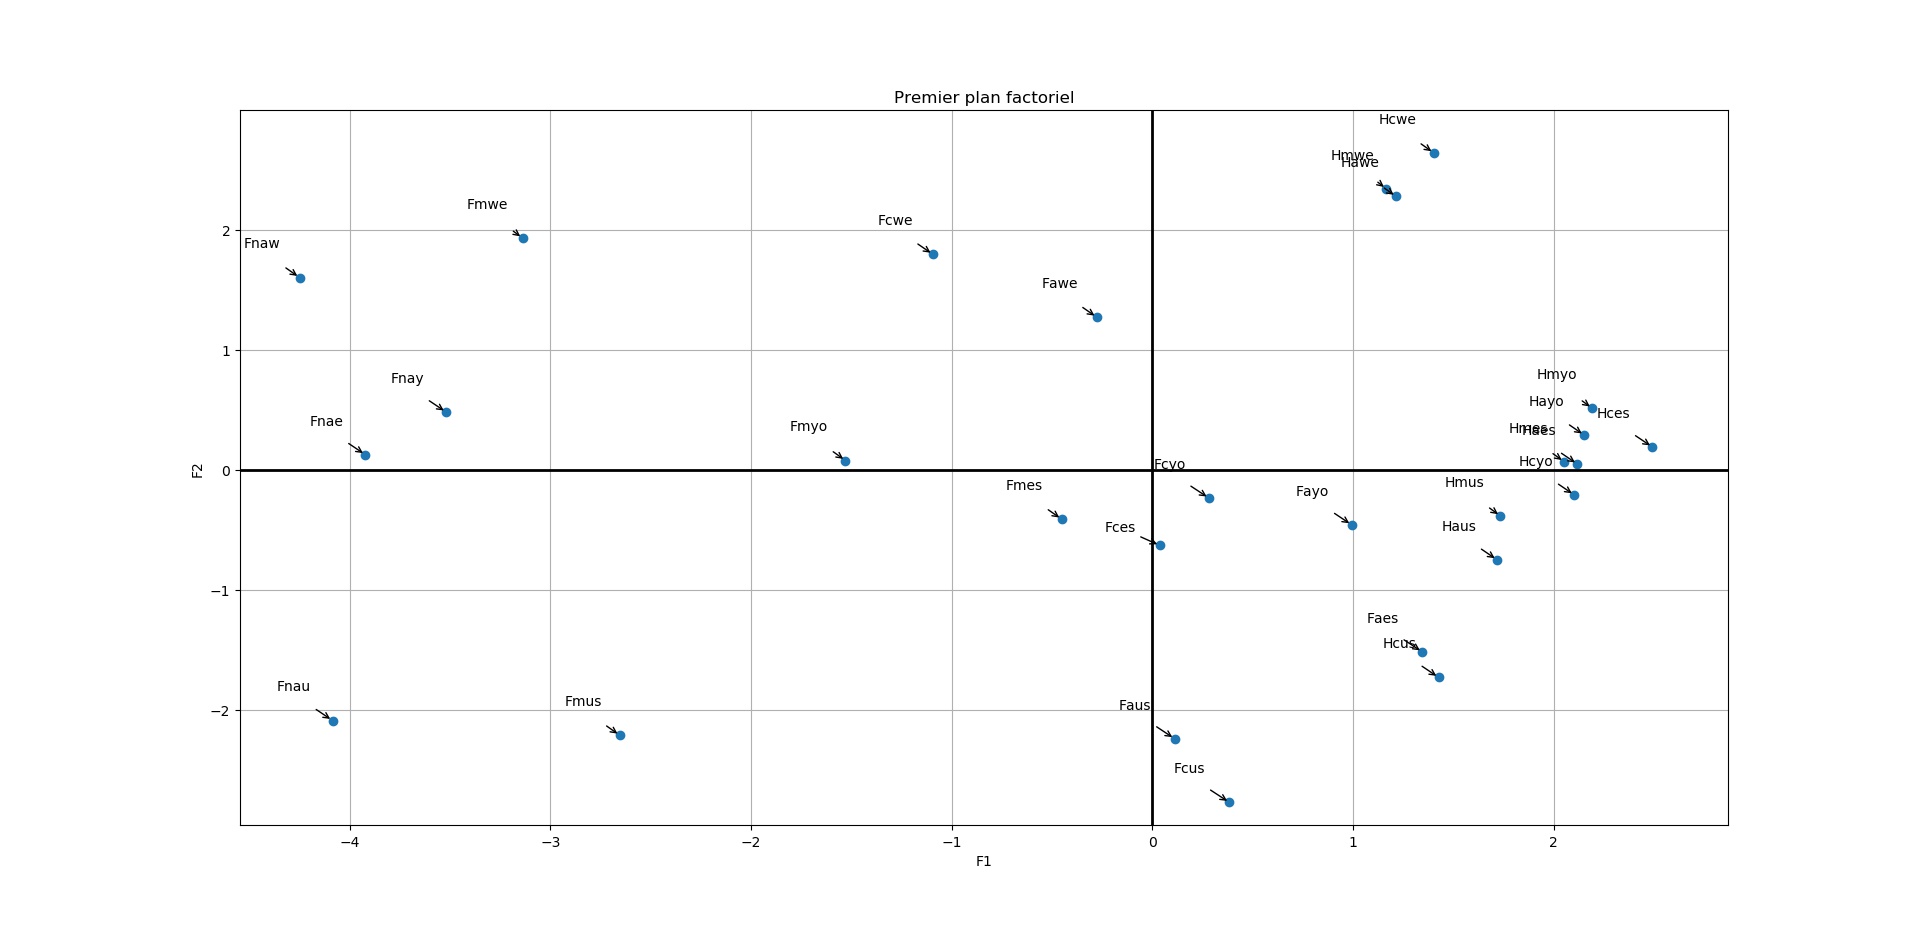 Premier plan factoriel
Hcwe
Hmwe
Hawe
Fmwe
Fcwe
Fnaw
Fawe
Hmyo
Fnay
Hayo
Hces
Fnae
Fmyo
Hmes
Haes
Hcyo
Fcyo
Hmus
Fmes
Fayo
Fces
Haus
Faes
Hcus
Fnau
Fmus
Faus
Fcus
2
1
0
−1
−2
F2
−4 −3 −2 −1 0 1 2
F1